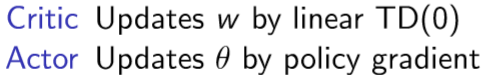 Critic Updates w by linear TD(0)
Actor Updates θ by policy gradient